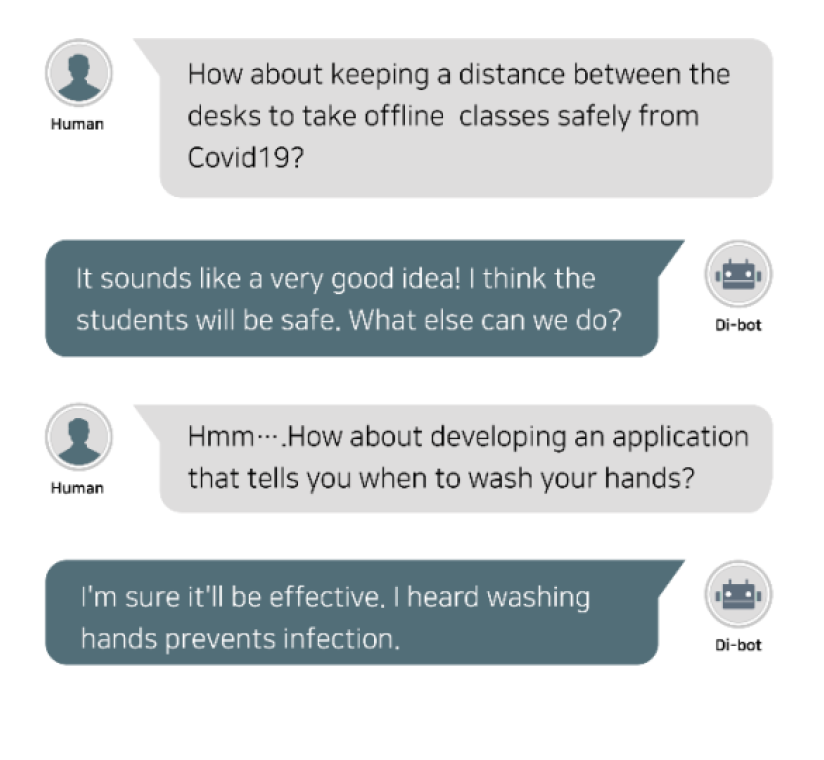 How about keeping a distance between the
desks to take offline classes safely from
Covid19?
Human
It sounds like a very good idea! I think the
students will be safe. What else can we do?
Di-bot
Hmm⋯.How about developing an application
that tells you when to wash your hands?
Human
I'm sure it'll be effective. I heard washing
hands prevents infection.
Di-bot